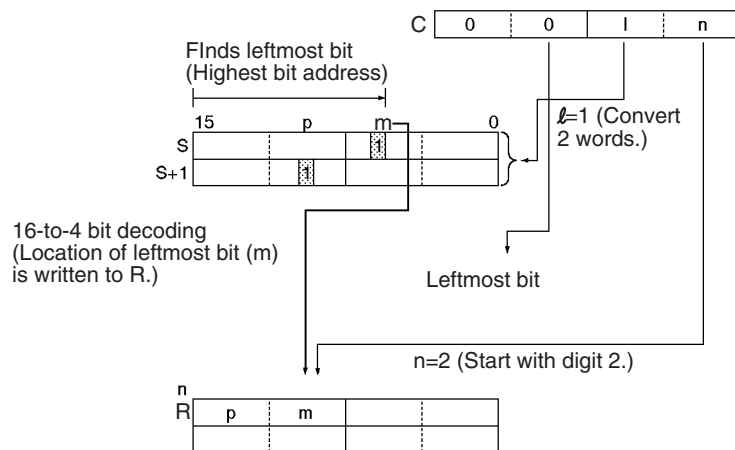 C 0 0 l n
FInds leftmost bit
(Highest bit address)
15 p m 0
S 1
S+1 1
ℓ=1 (Convert
2 words.)
16-to-4 bit decoding
(Location of leftmost bit (m)
is written to R.)
Leftmost bit
n=2 (Start with digit 2.)
n
R p m